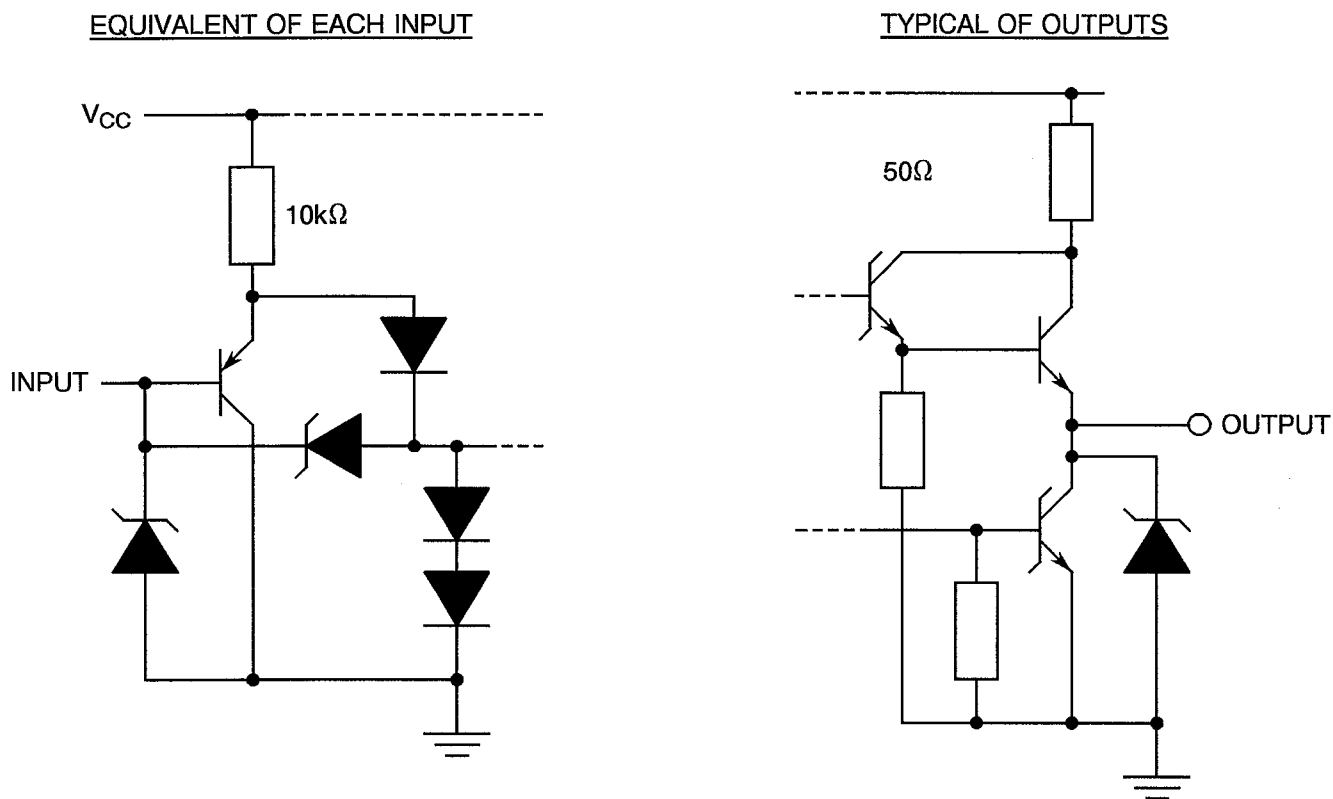 EQUIVALENT OF EACH INPUT
TYPICAL OF OUTPUTS
VCC
10kΩ
50Ω
INPUT
OUTPUT